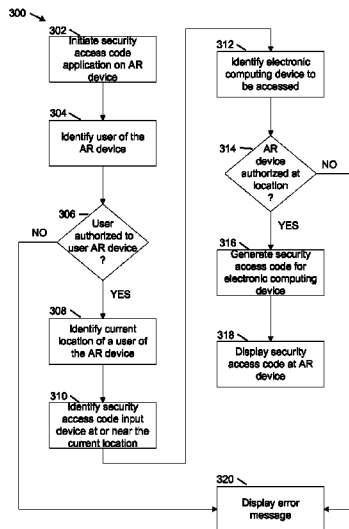 300
302
Initiate security
access code
application on AR
device
304
Identify user of the
AR device
306
User
authorized to
user AR device
?
NO
YES
308
Identify current
location of a user of
the AR device
310
Identify security
access code input
device at or near the
current location
312
Identify electronic
computing device to
be accessed
314
AR
device
authorized at
location
?
NO
YES
316
Generate security
access code for
electronic computing
device
318
Display security
access code at AR
device
320
Display error
message